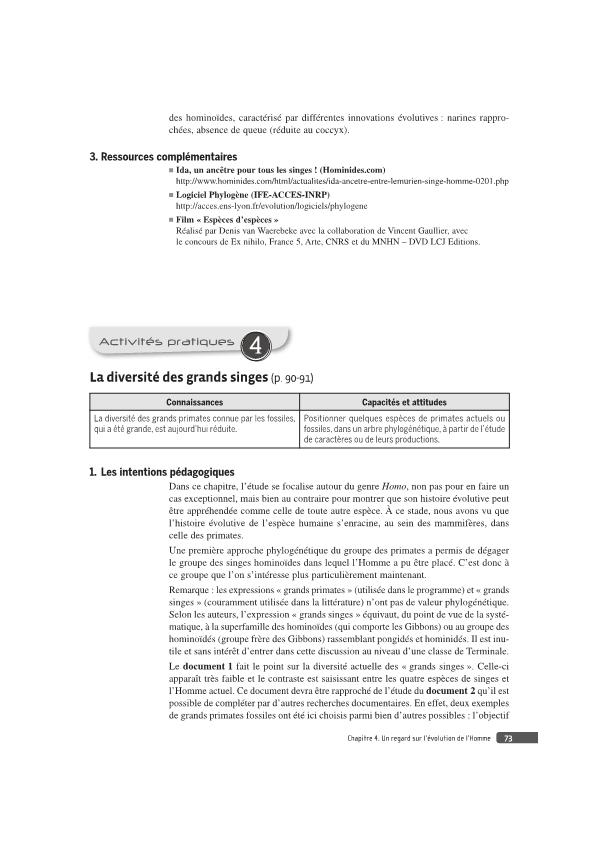 des hominoïdes, caractérisé par différentes innovations évolutives : narines rappro-
chées, absence de queue (réduite au coccyx).
3. Ressources complémentaires
■ Ida, un ancêtre pour tous les singes ! (Hominides.com)
http://www.hominides.com/html/actualites/ida-ancetre-entre-lemurien-singe-homme-0201.php
■ Logiciel Phylogène (IFE-ACCES-INRP)
http://acces.ens-lyon.fr/evolution/logiciels/phylogene
■ Film « Espèces d'espèces »
Réalisé par Denis van Waerebeke avec la collaboration de Vincent Gaullier, avec
le concours de Ex nihilo, France 5, Arte, CNRS et du MNHN – DVD LCJ Editions.
Activités pratiques 4
La diversité des grands singes (p. 90-91)
Connaissances
Capacités et attitudes
La diversité des grands primates connue par les fossiles,
qui a été grande, est aujourd'hui réduite.
Positionner quelques espèces de primates actuels ou
fossiles, dans un arbre phylogénétique, à partir de l'étude
de caractères ou de leurs productions.
1. Les intentions pédagogiques
Dans ce chapitre, l'étude se focalise autour du genre Homo, non pas pour en faire un
cas exceptionnel, mais bien au contraire pour montrer que son histoire évolutive peut
être appréhendée comme celle de toute autre espèce. À ce stade, nous avons vu que
l'histoire évolutive de l'espèce humaine s'enracine, au sein des mammifères, dans
celle des primates.
Une première approche phylogénétique du groupe des primates a permis de dégager
le groupe des singes hominoïdes dans lequel l'Homme a pu être placé. C'est donc à
ce groupe que l'on s'intéresse plus particulièrement maintenant.
Remarque : les expressions « grands primates » (utilisée dans le programme) et « grands
singes » (couramment utilisée dans la littérature) n'ont pas de valeur phylogénétique.
Selon les auteurs, l'expression « grands singes » équivaut, du point de vue de la systé-
matique, à la superfamille des hominoïdes (qui comporte les Gibbons) ou au groupe des
hominoïdés (groupe frère des Gibbons) rassemblant pongidés et hominidés. Il est inu-
tile et sans intérêt d'entrer dans cette discussion au niveau d'une classe de Terminale.
Le document 1 fait le point sur la diversité actuelle des « grands singes ». Celle-ci
apparaît très faible et le contraste est saisissant entre les quatre espèces de singes et
l'Homme actuel. Ce document devra être rapproché de l'étude du document 2 qu'il est
possible de compléter par d'autres recherches documentaires. En effet, deux exemples
de grands primates fossiles ont été ici choisis parmi bien d'autres possibles : l'objectif
Chapitre 4. Un regard sur l'évolution de l'Homme 73